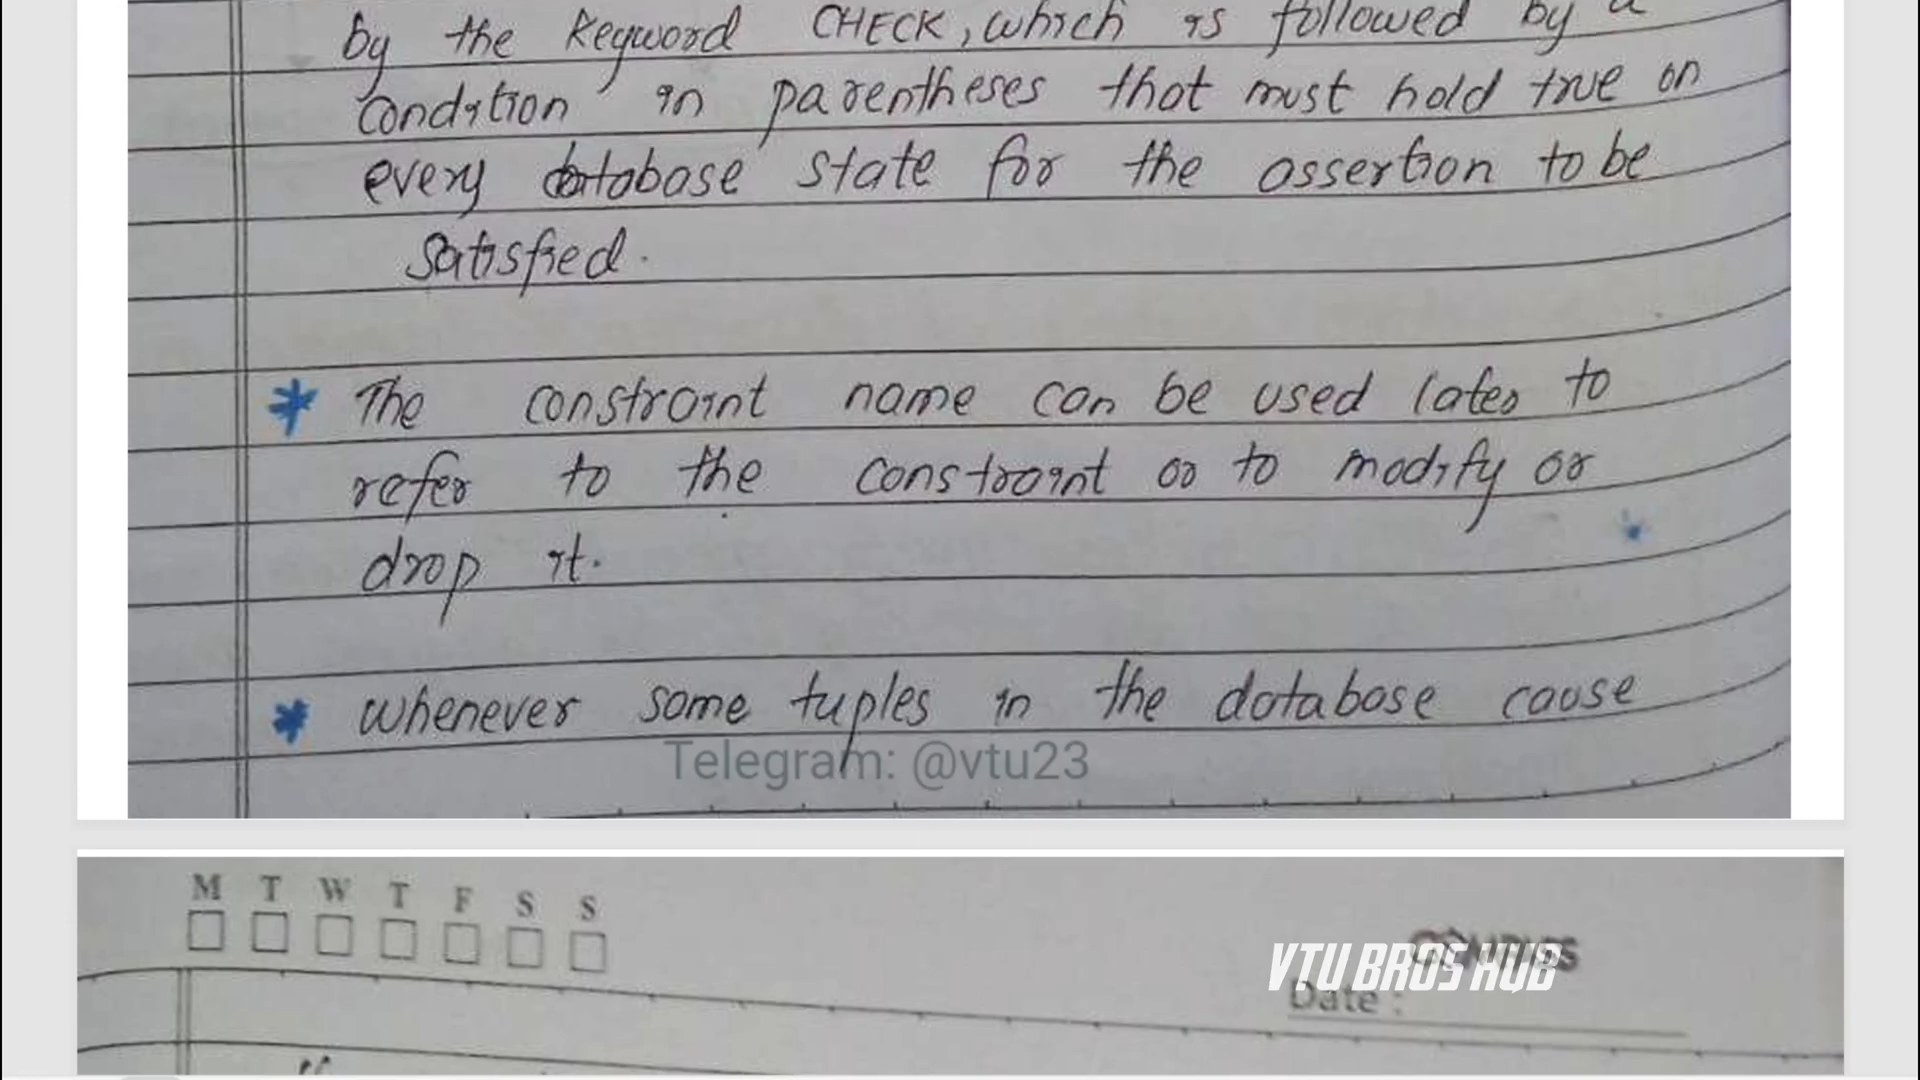 by the keyword CHECK, which is followed by a
condition in parentheses that must hold true on
every database state for the assertion to be
satisfied.
* The constraint name can be used later to
refer to the constraint or to modify or
drop it.
* whenever some tuples in the database cause
Telegram: @vtu23
M T W T F S S
COMPASS
VTU BROS HUB
Date :